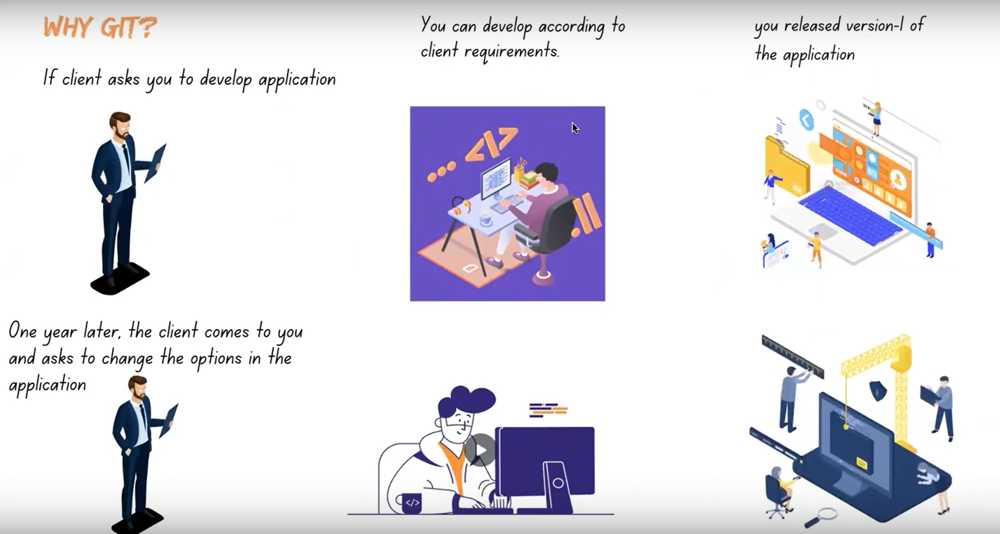 WHY GIT?
If client asks you to develop application
You can develop according to
client requirements.
you released version-1 of
the application
One year later, the client comes to you
and asks to change the options in the
application